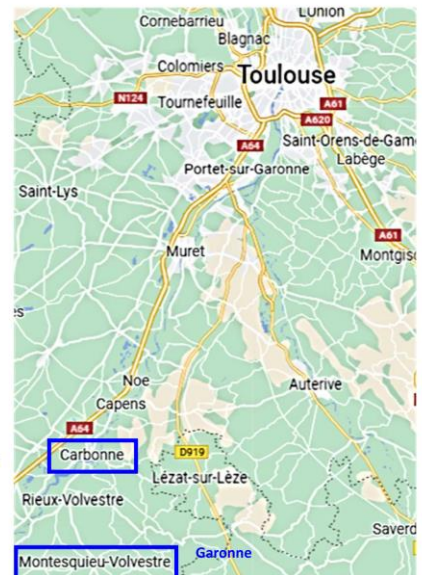 Cornebarrieu
L'Union
Blagnac
Colomiers
Toulouse
N124
Tournefeuille
A61
A620
Saint-Orens-de-Gam
A64
Labège
Portet-sur-Garonne
Saint-Lys
A61
Muret
Montgis
es
Noe
Auterive
Capens
A64
Carbonne
D919
Lézat-sur-Lèze
Rieux-Volvestre
Saverd
Garonne
Montesquieu-Volvestre